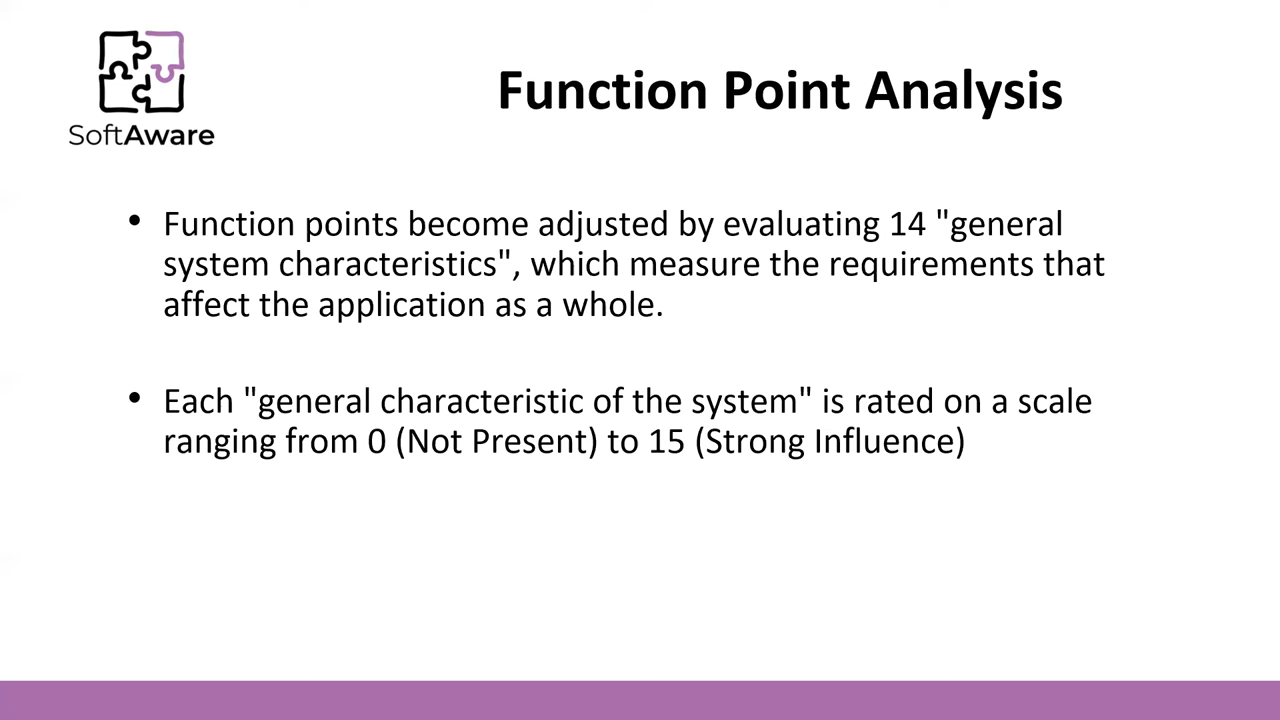 SoftAware
Function Point Analysis
• Function points become adjusted by evaluating 14 "general
system characteristics", which measure the requirements that
affect the application as a whole.
• Each "general characteristic of the system" is rated on a scale
ranging from 0 (Not Present) to 15 (Strong Influence)